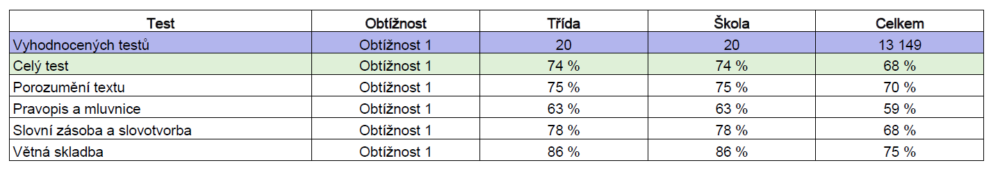 Test Obtížnost Třída Škola Celkem
Vyhodnocených testů Obtížnost 1 20 20 13 149
Celý test Obtížnost 1 74 % 74 % 68 %
Porozumění textu Obtížnost 1 75 % 75 % 70 %
Pravopis a mluvnice Obtížnost 1 63 % 63 % 59 %
Slovní zásoba a slovotvorba Obtížnost 1 78 % 78 % 68 %
Větná skladba Obtížnost 1 86 % 86 % 75 %